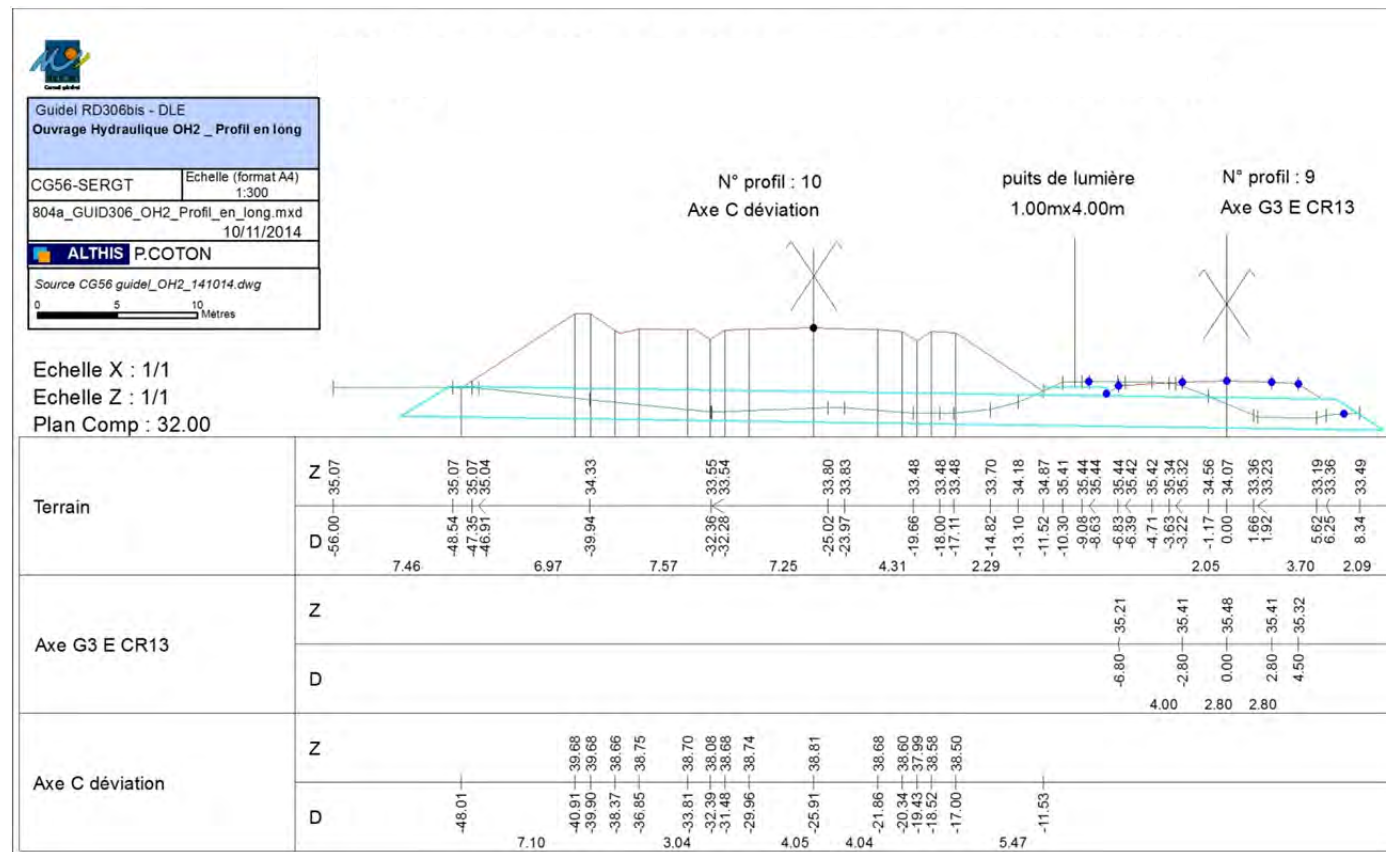 Conseil général
Guidel RD306bis - DLE
Ouvrage Hydraulique OH2 _ Profil en long
CG56-SERGT
Echelle (format A4)
1:300
804a_GUID306_OH2_Profil_en_long.mxd
10/11/2014
ALTHIS P.COTON
Source CG56 guidel_OH2_141014.dwg
0 5 10
Mètres
N° profil : 10
Axe C déviation
puits de lumière
1.00mx4.00m
N° profil : 9
Axe G3 E CR13
Echelle X : 1/1
Echelle Z : 1/1
Plan Comp : 32.00
Terrain
Z
35.07 35.07 35.07 35.04 34.33 33.55 33.54 33.80 33.83 33.48 33.48 33.48 33.70 34.18 34.87 35.41 35.44 35.44 35.44 35.42 35.42 35.34 35.32 34.56 34.07 33.36 33.23 33.19 33.36 33.49
D
-56.00 -48.54 -47.35 -46.91 -39.94 -32.36 -32.28 -25.02 -23.97 -19.66 -18.00 -17.11 -14.82 -13.10 -11.52 -10.30 -9.08 -8.63 -6.83 -6.39 -4.71 -3.63 -3.22 -1.17 0.00 1.66 1.92 5.62 6.25 8.34
7.46 6.97 7.57 7.25 4.31 2.29 2.05 3.70 2.09
Axe G3 E CR13
Z
35.21 35.41 35.48 35.41 35.32
D
-6.80 -2.80 0.00 2.80 4.50
4.00 2.80 2.80
Axe C déviation
Z
39.68 39.68 38.66 38.75 38.70 38.08 38.68 38.74 38.81 38.68 38.60 37.99 38.58 38.50
D
-48.01 -40.91 -39.90 -38.37 -36.85 -33.81 -32.39 -31.48 -29.96 -25.91 -21.86 -20.34 -19.43 -18.52 -17.00 -11.53
7.10 3.04 4.05 4.04 5.47